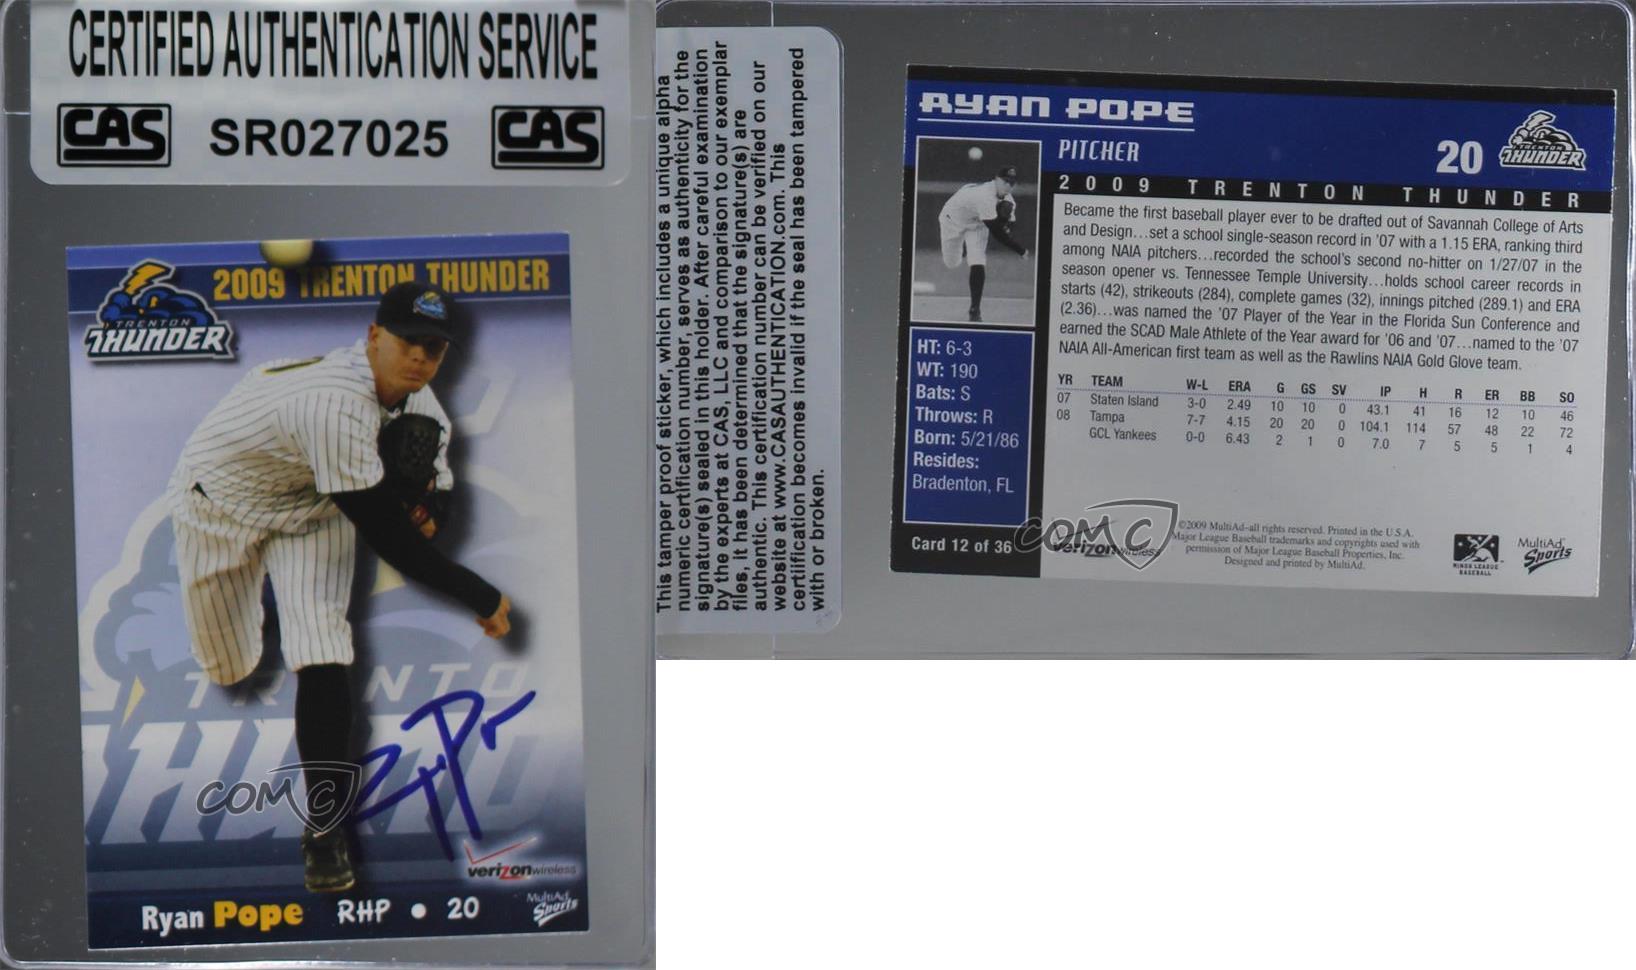 CERTIFIED AUTHENTICATION SERVICE
CAS SR027025 CAS
2009 TRENTON THUNDER
TRENTON
THUNDER
TRENTO
THUND
COMC
verizonwireless
MultiAd
Sports
Ryan Pope RHP • 20
This tamper proof sticker, which includes a unique alpha
numeric certification number, serves as authenticity for the
signature(s) sealed in this holder. After careful examination
by the experts at CAS, LLC and comparison to our exemplar
files, it has been determined that the signature(s) are
authentic. This certification number can be verified on our
website at www.CASAUTHENTICATION.com. This
certlification becomes invalid if the seal has been tampered
with or broken.
RYAN POPE
PITCHER 20
TRENTON
THUNDER
2009 TRENTON THUNDER
Became the first baseball player ever to be drafted out of Savannah College of Arts
and Design...set a school single-season record in '07 with a 1.15 ERA, ranking third
among NAIA pitchers...recorded the school's second no-hitter on 1/27/07 in the
season opener vs. Tennessee Temple University...holds school career records in
starts (42), strikeouts (284), complete games (32), innings pitched (289.1) and ERA
(2.36)...was named the '07 Player of the Year in the Florida Sun Conference and
earned the SCAD Male Athlete of the Year award for '06 and '07...named to the '07
NAIA All-American first team as well as the Rawlins NAIA Gold Glove team.
HT: 6-3
WT: 190
Bats: S
Throws: R
Born: 5/21/86
Resides:
Bradenton, FL
YR TEAM W-L ERA G GS SV IP H R ER BB SO
07 Staten Island 3-0 2.49 10 10 0 43.1 41 16 12 10 46
08 Tampa 7-7 4.15 20 20 0 104.1 114 57 48 22 72
GCL Yankees 0-0 6.43 2 1 0 7.0 7 5 5 1 4
Card 12 of 36
COMC
verizonwireless
©2009 MultiAd–all rights reserved. Printed in the U.S.A.
Major League Baseball trademarks and copyrights used with
permission of Major League Baseball Properties, Inc.
Designed and printed by MultiAd.
MINOR LEAGUE
BASEBALL
MultiAd
Sports